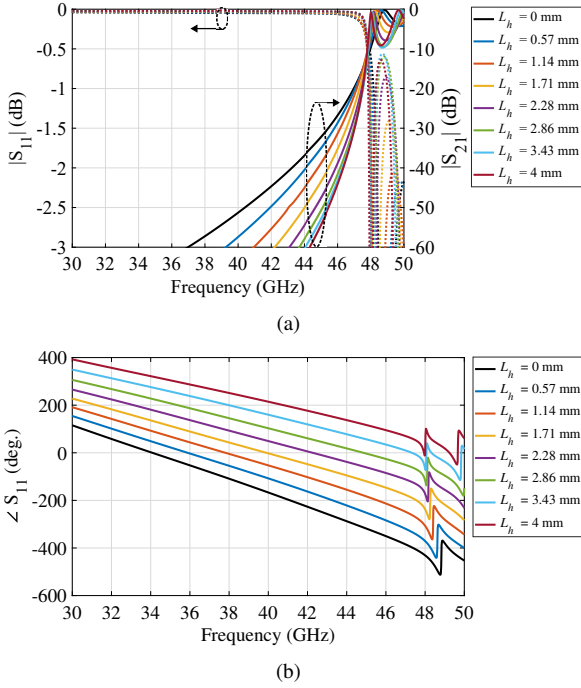 0
-0.5
-1
-1.5
-2
-2.5
-3
|S11| (dB)
0
-10
-20
-30
-40
-50
-60
|S21| (dB)
30 32 34 36 38 40 42 44 46 48 50
Frequency (GHz)
Lh = 0 mm
Lh = 0.57 mm
Lh = 1.14 mm
Lh = 1.71 mm
Lh = 2.28 mm
Lh = 2.86 mm
Lh = 3.43 mm
Lh = 4 mm
(a)
400
200
0
-200
-400
-600
∠ S11 (deg.)
30 32 34 36 38 40 42 44 46 48 50
Frequency (GHz)
Lh = 0 mm
Lh = 0.57 mm
Lh = 1.14 mm
Lh = 1.71 mm
Lh = 2.28 mm
Lh = 2.86 mm
Lh = 3.43 mm
Lh = 4 mm
(b)